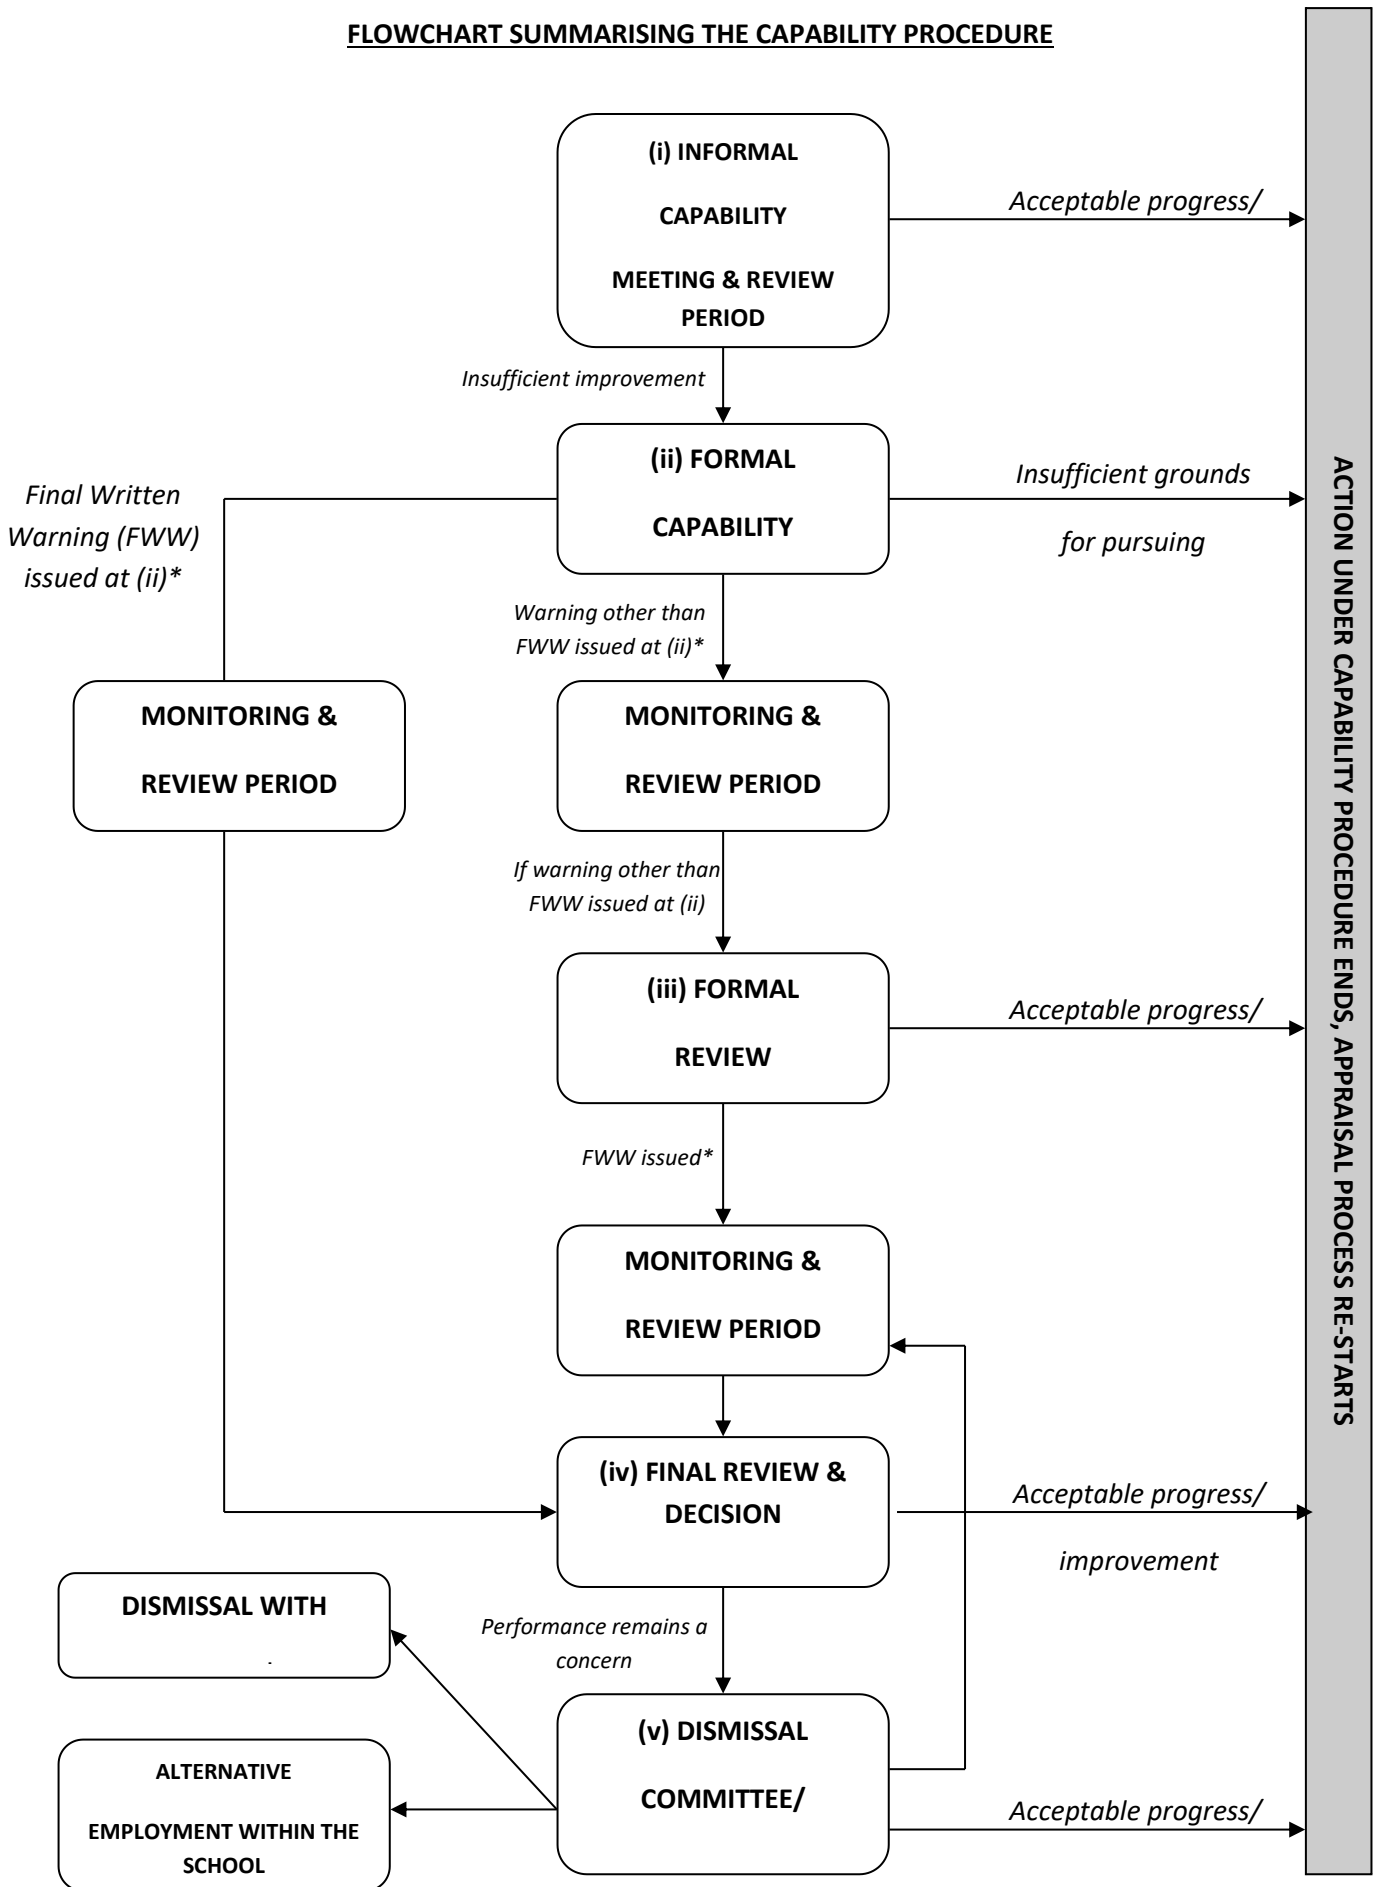 FLOWCHART SUMMARISING THE CAPABILITY PROCEDURE
(i) INFORMAL
CAPABILITY
MEETING & REVIEW
PERIOD
Acceptable progress/
Insufficient improvement
(ii) FORMAL
CAPABILITY
Insufficient grounds
for pursuing
Final Written
Warning (FWW)
issued at (ii)*
Warning other than
FWW issued at (ii)*
MONITORING &
REVIEW PERIOD
MONITORING &
REVIEW PERIOD
If warning other than
FWW issued at (ii)
(iii) FORMAL
REVIEW
Acceptable progress/
FWW issued*
MONITORING &
REVIEW PERIOD
(iv) FINAL REVIEW &
DECISION
Acceptable progress/
improvement
Performance remains a
concern
DISMISSAL WITH
(v) DISMISSAL
COMMITTEE/
Acceptable progress/
ALTERNATIVE
EMPLOYMENT WITHIN THE
SCHOOL
ACTION UNDER CAPABILITY PROCEDURE ENDS, APPRAISAL PROCESS RE-STARTS